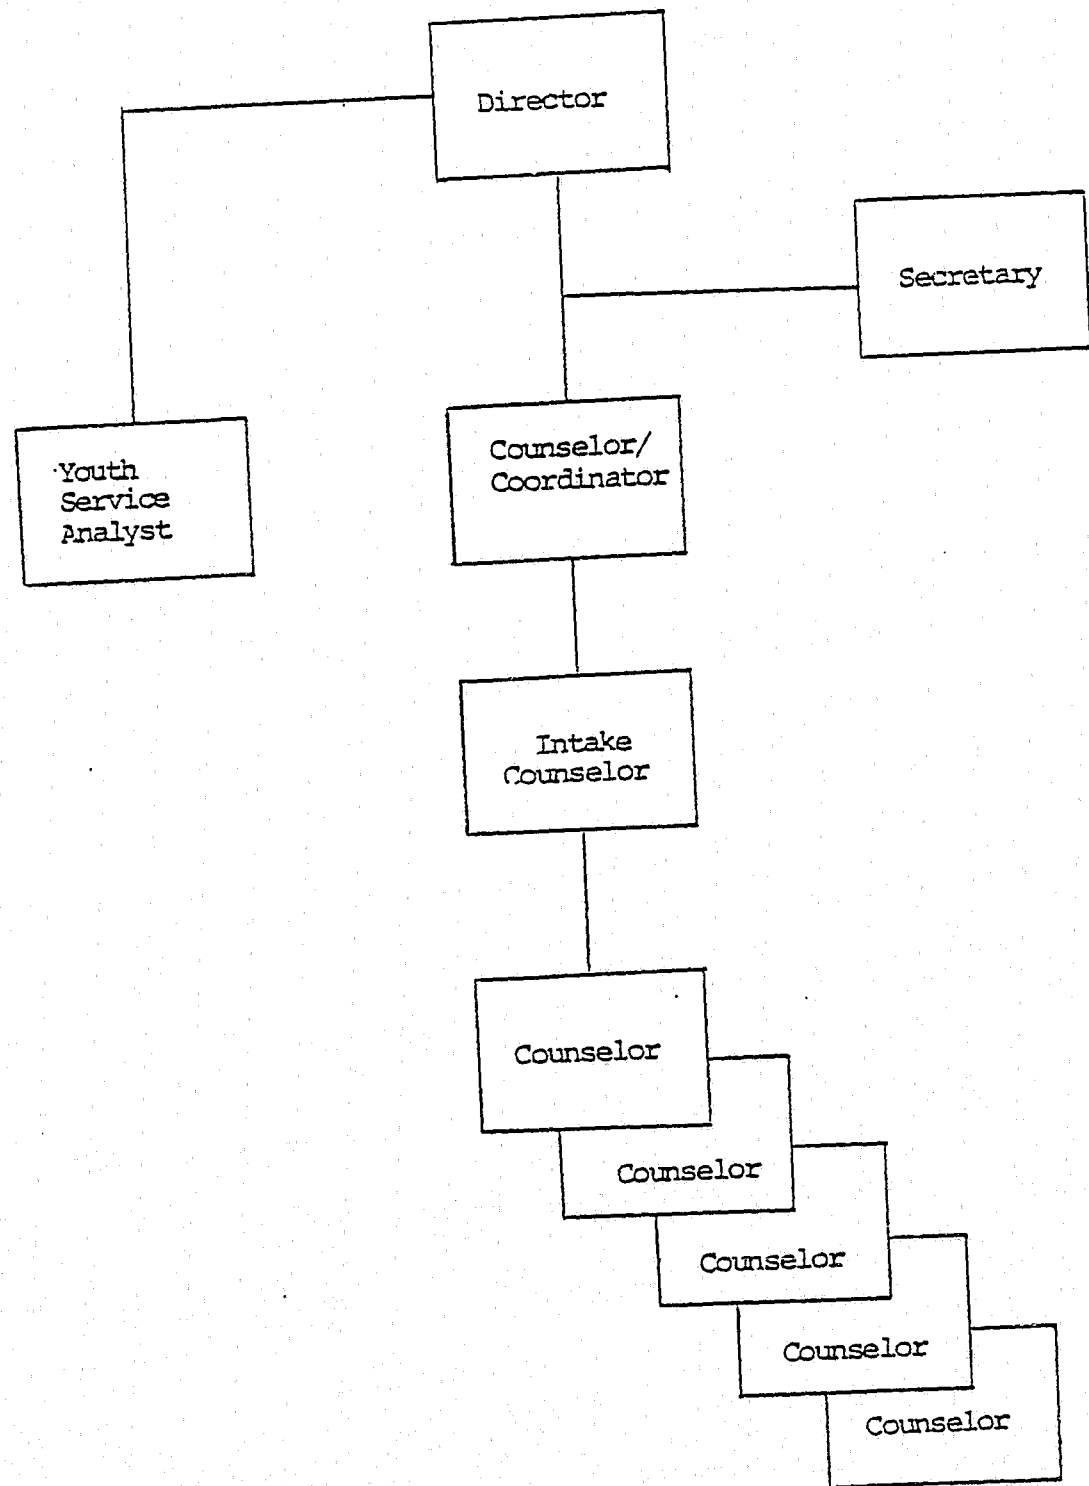 Director
Secretary
Counselor/
Coordinator
Youth
Service
Analyst
Intake
Counselor
Counselor
Counselor
Counselor
Counselor
Counselor